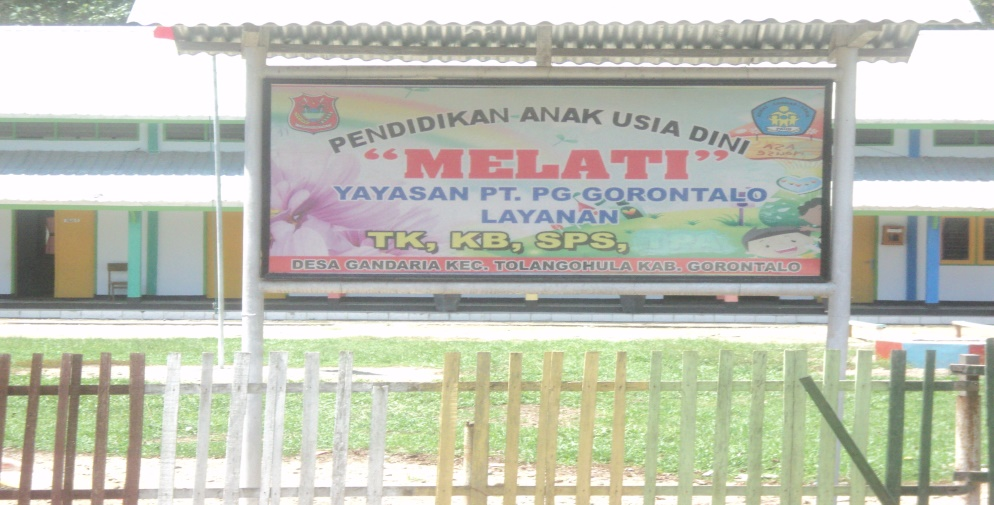 PENDIDIKAN ANAK USIA DINI
"MELATI"
YAYASAN PT. PG GORONTALO
LAYANAN
TK, KB, SPS,
DESA GANDARIA KEC. TOLANGOHULA KAB. GORONTALO